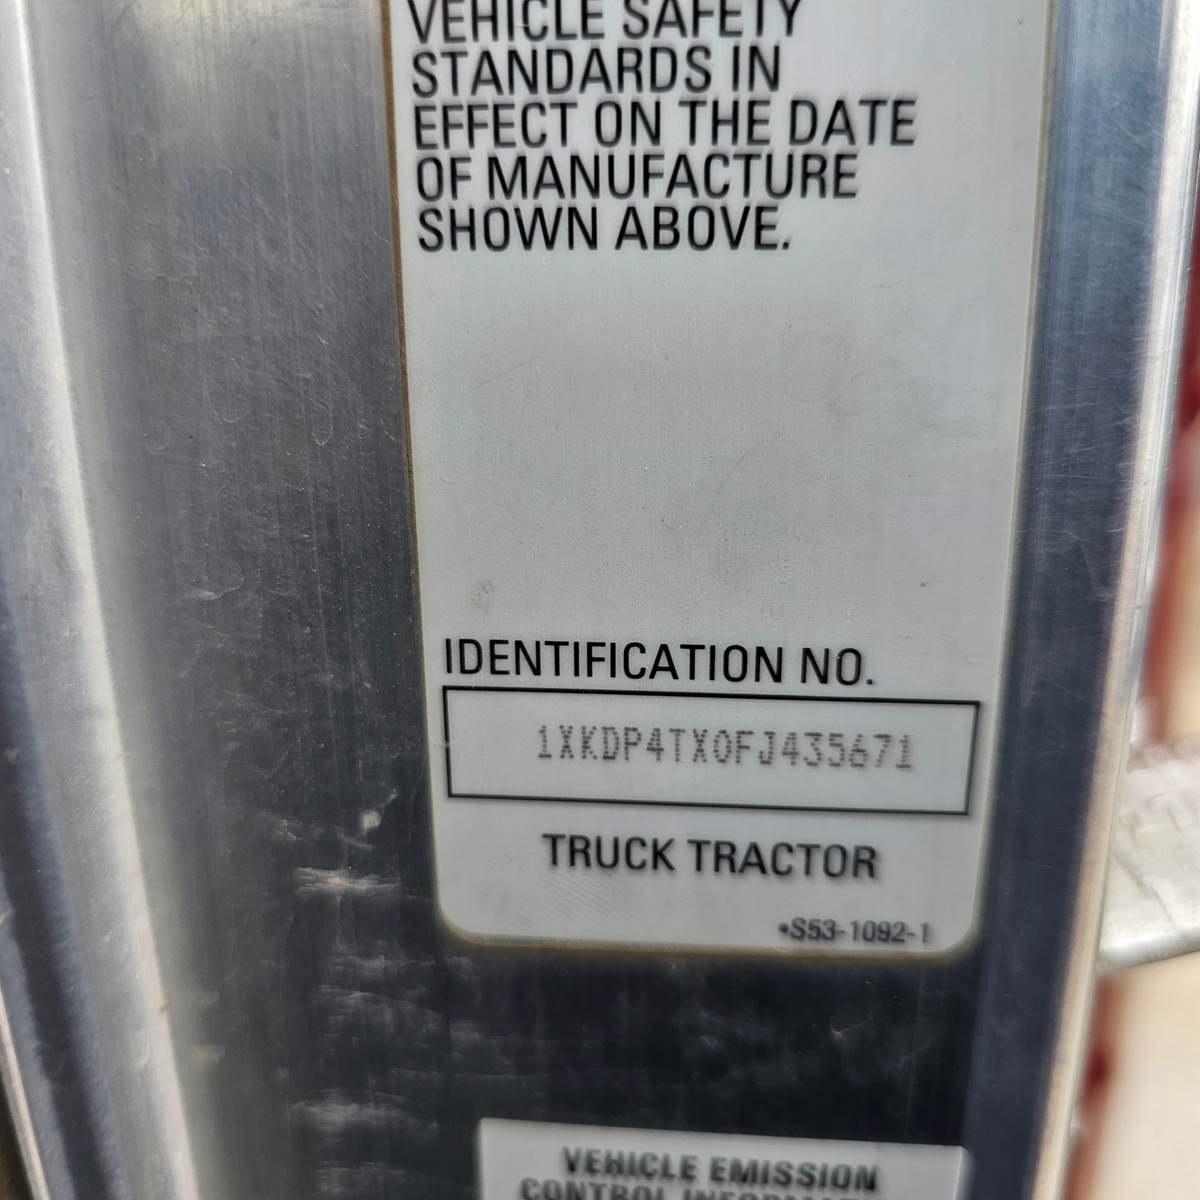 VEHICLE SAFETY
STANDARDS IN
EFFECT ON THE DATE
OF MANUFACTURE
SHOWN ABOVE.
IDENTIFICATION NO.
1XKDP4TX0FJ435671
TRUCK TRACTOR
•S53-1092-1
VEHICLE EMISSION
CONTROL